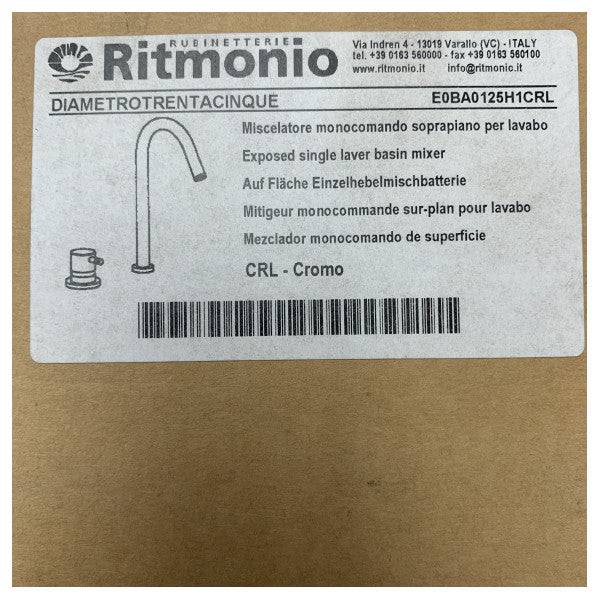 RUBINETTERIE
Ritmonio
Via Indren 4 - 13019 Varallo (VC) - ITALY
tel. +39 0163 560000 - fax +39 0163 560100
www.ritmonio.it info@ritmonio.it
DIAMETROTRENTACINQUE E0BA0125H1CRL
Miscelatore monocomando soprapiano per lavabo
Exposed single laver basin mixer
Auf Fläche Einzelhebelmischbatterie
Mitigeur monocommande sur-plan pour lavabo
Mezclador monocomando de superficie
CRL - Cromo